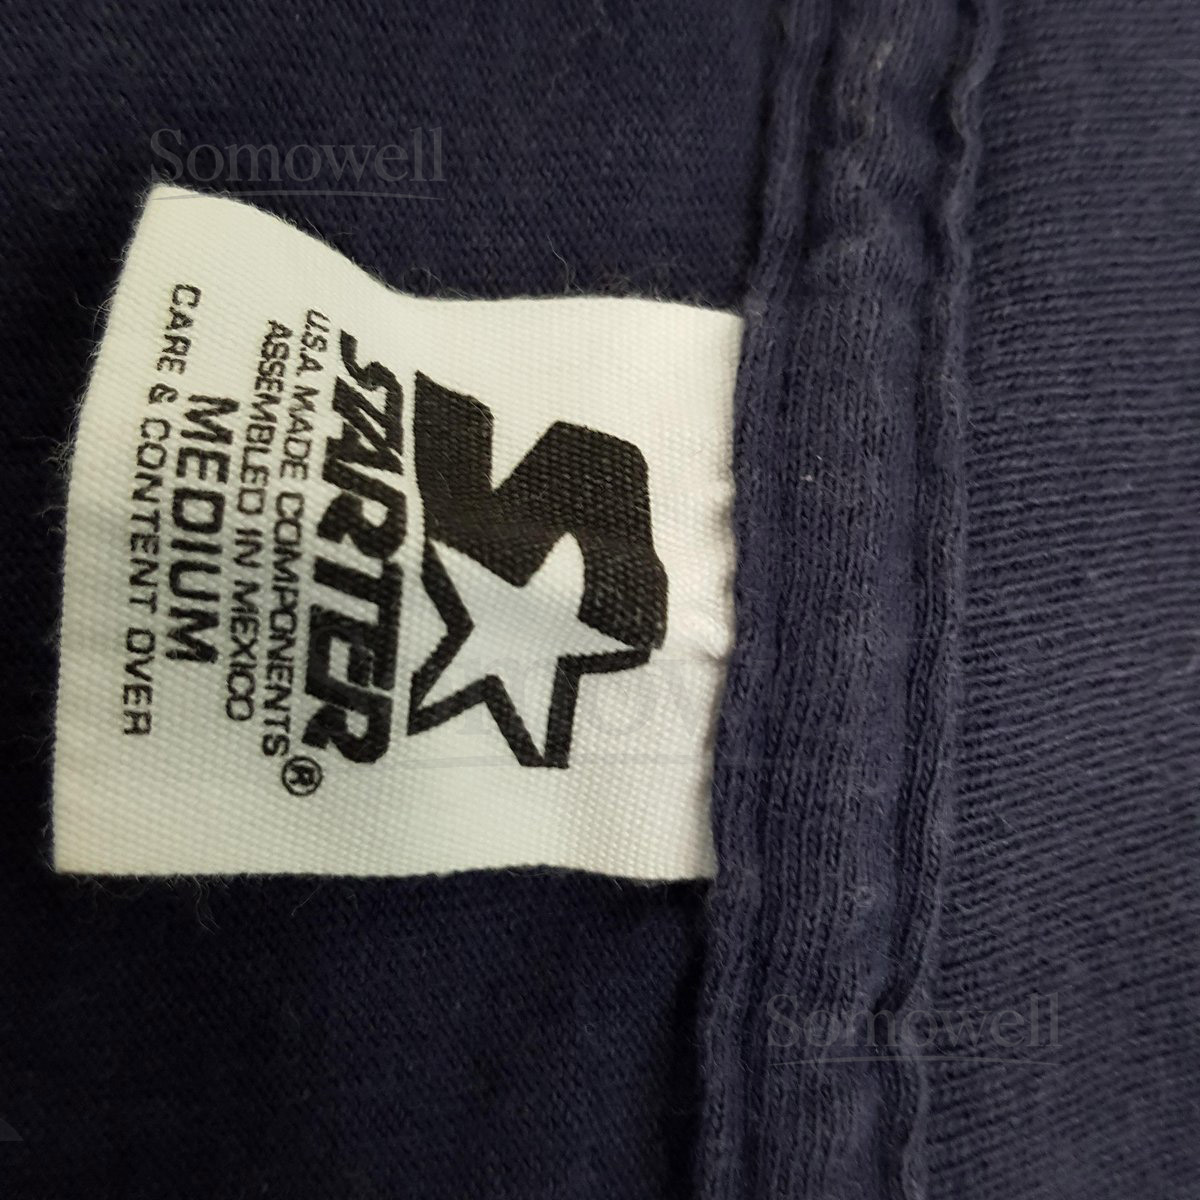 STARTER®
U.S.A. MADE COMPONENTS
ASSEMBLED IN MEXICO
MEDIUM
CARE & CONTENT OVER
Somowell
Somowell